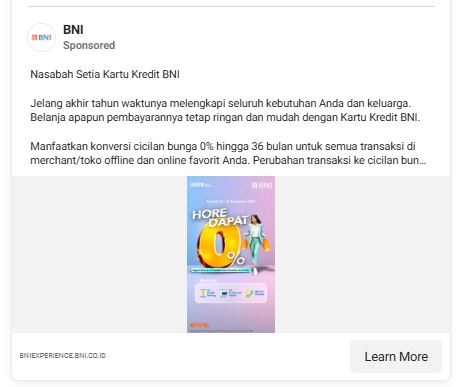 BNI
BNI
Sponsored
Nasabah Setia Kartu Kredit BNI
Jelang akhir tahun waktunya melengkapi seluruh kebutuhan Anda dan keluarga.
Belanja apapun pembayarannya tetap ringan dan mudah dengan Kartu Kredit BNI.
Manfaatkan konversi cicilan bunga 0% hingga 36 bulan untuk semua transaksi di
merchant/toko offline dan online favorit Anda. Perubahan transaksi ke cicilan bun...
BNI
HORE
DAPAT
0%
BNIEXPERIENCE.BNI.CO.ID
Learn More